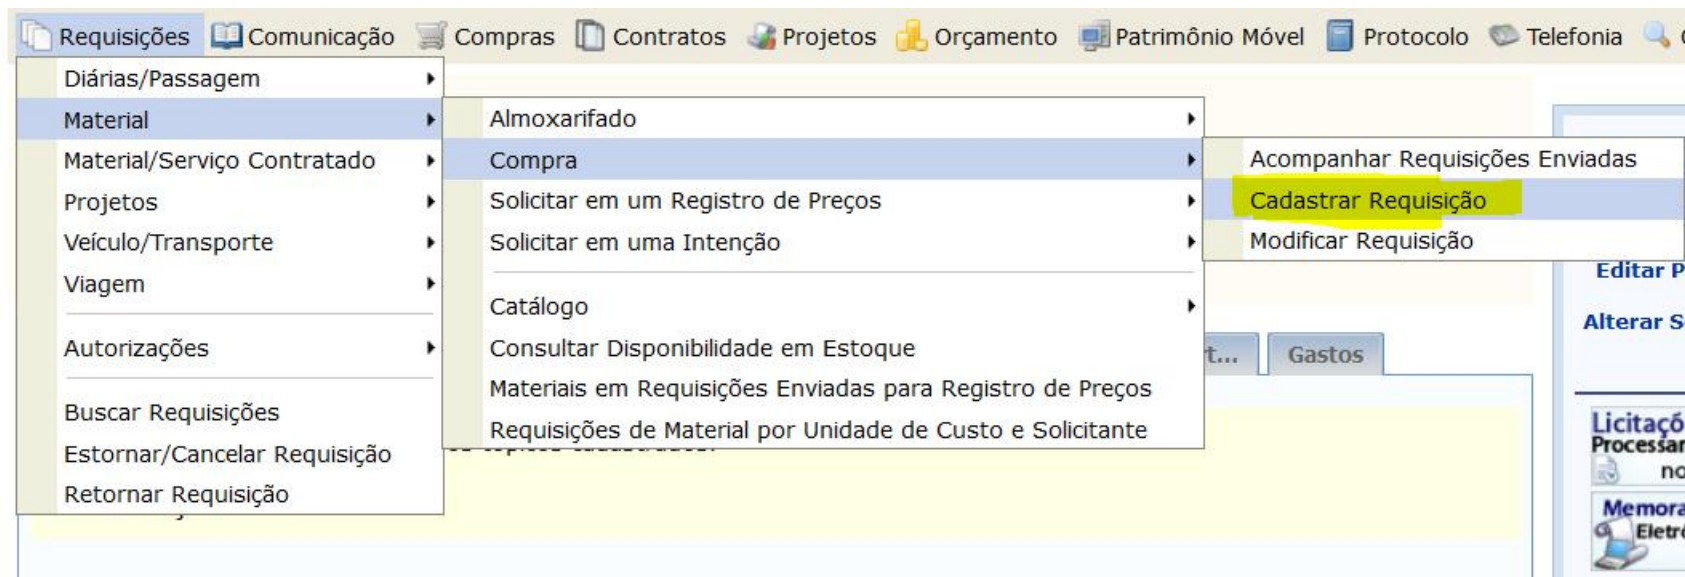 Requisições Comunicação Compras Contratos Projetos Orçamento Patrimônio Móvel Protocolo Telefonia
Diárias/Passagem
Material
Material/Serviço Contratado
Projetos
Veículo/Transporte
Viagem
Autorizações
Buscar Requisições
Estornar/Cancelar Requisição
Retornar Requisição
Almoxarifado
Compra
Solicitar em um Registro de Preços
Solicitar em uma Intenção
Catálogo
Consultar Disponibilidade em Estoque
Materiais em Requisições Enviadas para Registro de Preços
Requisições de Material por Unidade de Custo e Solicitante
Acompanhar Requisições Enviadas
Cadastrar Requisição
Modificar Requisição
Editar P
Alterar S
Gastos
Licitaçõ
Processar
no
Memora
Eletrô